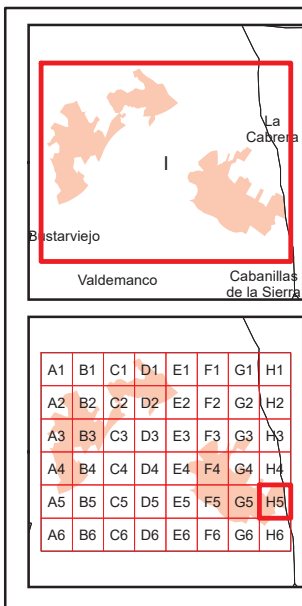 La
Cabrera
I
Bustarviejo
Valdemanco
Cabanillas
de la Sierra
A1 B1 C1 D1 E1 F1 G1 H1
A2 B2 C2 D2 E2 F2 G2 H2
A3 B3 C3 D3 E3 F3 G3 H3
A4 B4 C4 D4 E4 F4 G4 H4
A5 B5 C5 D5 E5 F5 G5 H5
A6 B6 C6 D6 E6 F6 G6 H6